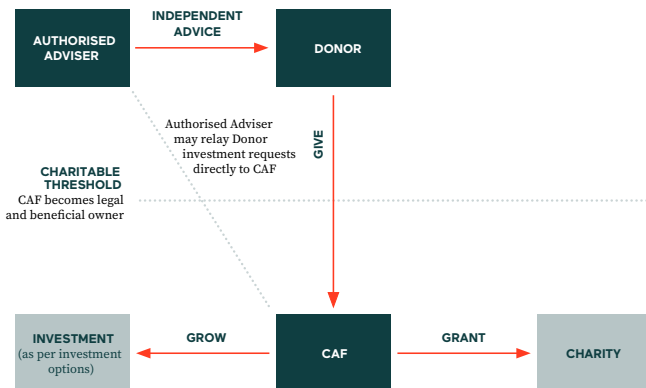 INDEPENDENT
ADVICE
AUTHORISED
ADVISER
DONOR
Authorised Adviser
may relay Donor
investment requests
directly to CAF
GIVE
CHARITABLE
THRESHOLD
CAF becomes legal
and beneficial owner
INVESTMENT
(as per investment
options)
GROW
CAF
GRANT
CHARITY